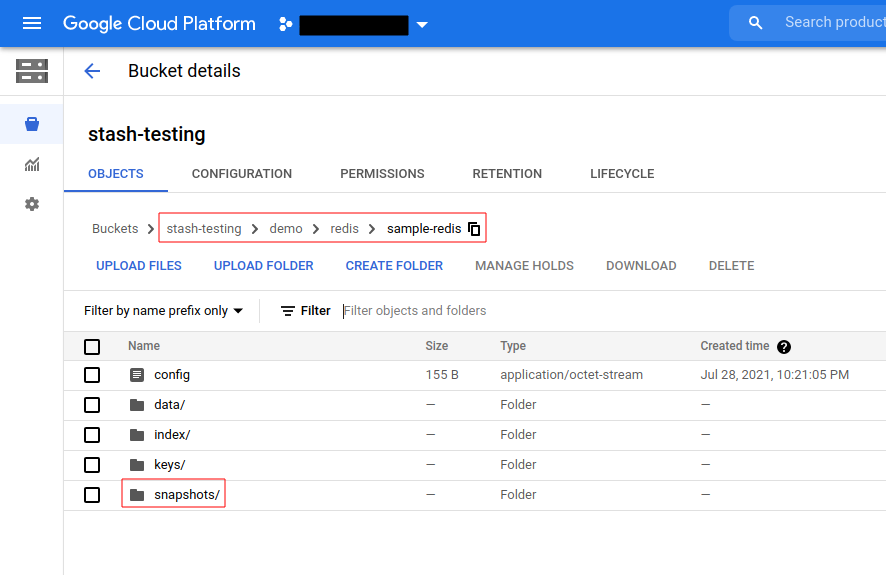 Google Cloud Platform
Search product
Bucket details
stash-testing
OBJECTS CONFIGURATION PERMISSIONS RETENTION LIFECYCLE
Buckets stash-testing demo redis sample-redis
UPLOAD FILES UPLOAD FOLDER CREATE FOLDER MANAGE HOLDS DOWNLOAD DELETE
Filter by name prefix only Filter Filter objects and folders
Name Size Type Created time ?
config 155 B application/octet-stream Jul 28, 2021, 10:21:05 PM
data/ — Folder —
index/ — Folder —
keys/ — Folder —
snapshots/ — Folder —